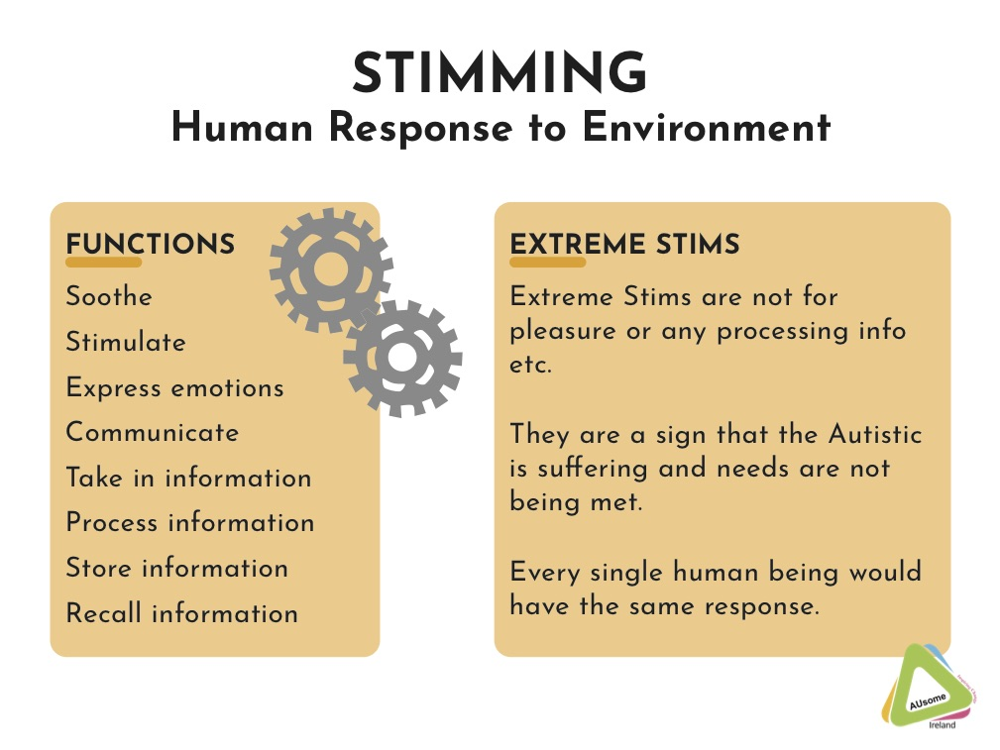 STIMMING
Human Response to Environment
FUNCTIONS
Soothe
Stimulate
Express emotions
Communicate
Take in information
Process information
Store information
Recall information
EXTREME STIMS
Extreme Stims are not for
pleasure or any processing info
etc.
They are a sign that the Autistic
is suffering and needs are not
being met.
Every single human being would
have the same response.
AUsome
Ireland